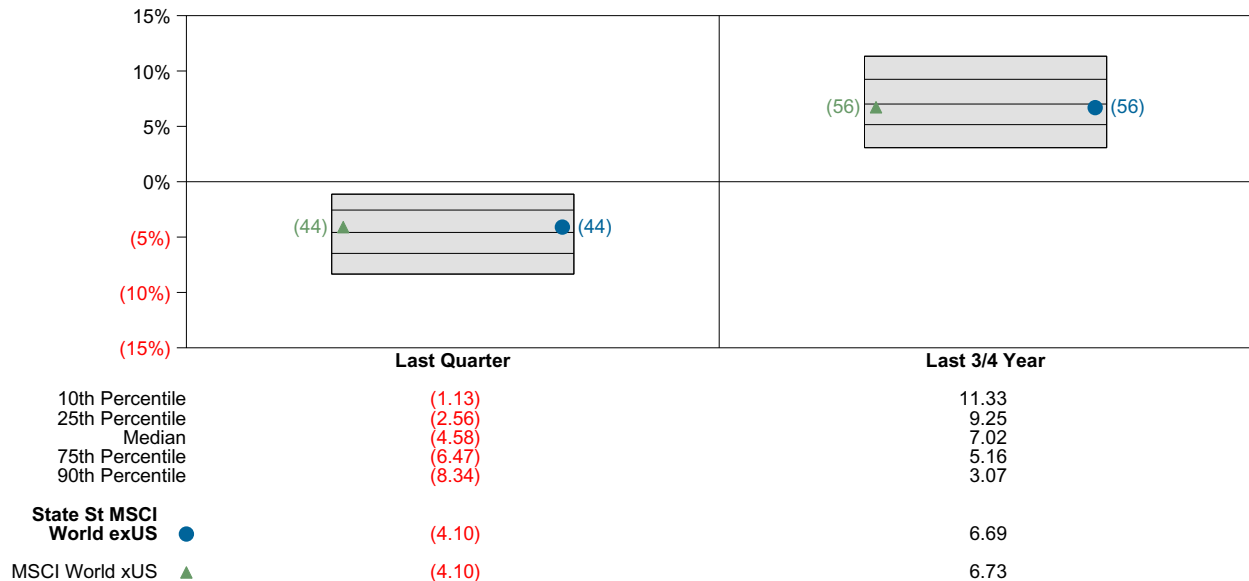 15%
10%
(56) (56)
5%
0%
(44) (44)
(5%)
(10%)
(15%)
Last Quarter Last 3/4 Year
10th Percentile (1.13) 11.33
25th Percentile (2.56) 9.25
Median (4.58) 7.02
75th Percentile (6.47) 5.16
90th Percentile (8.34) 3.07
State St MSCI
World exUS (4.10) 6.69
MSCI World xUS (4.10) 6.73